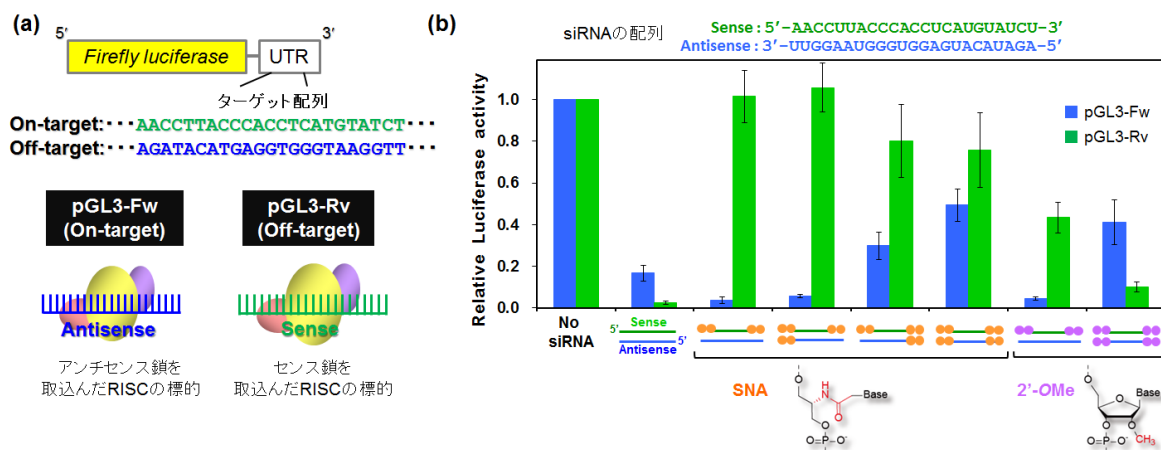 (a)
5′
3′
Firefly luciferase
UTR
ターゲット配列
On-target:･･･AACCTTACCCACCTCATGTATCT･･･
Off-target:･･･AGATACATGAGGTGGGTAAGGTT･･･
pGL3-Fw
(On-target)
pGL3-Rv
(Off-target)
Antisense
Sense
アンチセンス鎖を
取込んだRISCの標的
センス鎖を
取込んだRISCの標的
(b)
siRNAの配列
Sense : 5′-AACCUUACCCACCUCAUGUAUCU-3′
Antisense: 3′-UUGGAAUGGGUGGAGUACAUAGA-5′
Relative Luciferase activity
1.0
0.8
0.6
0.4
0.2
0.0
pGL3-Fw
pGL3-Rv
No
siRNA
5′ Sense
Antisense 5′
SNA
2′-OMe
O
H
N
Base
O
O
O
O=P-O-
O
O
Base
O
O
CH3
O=P-O-